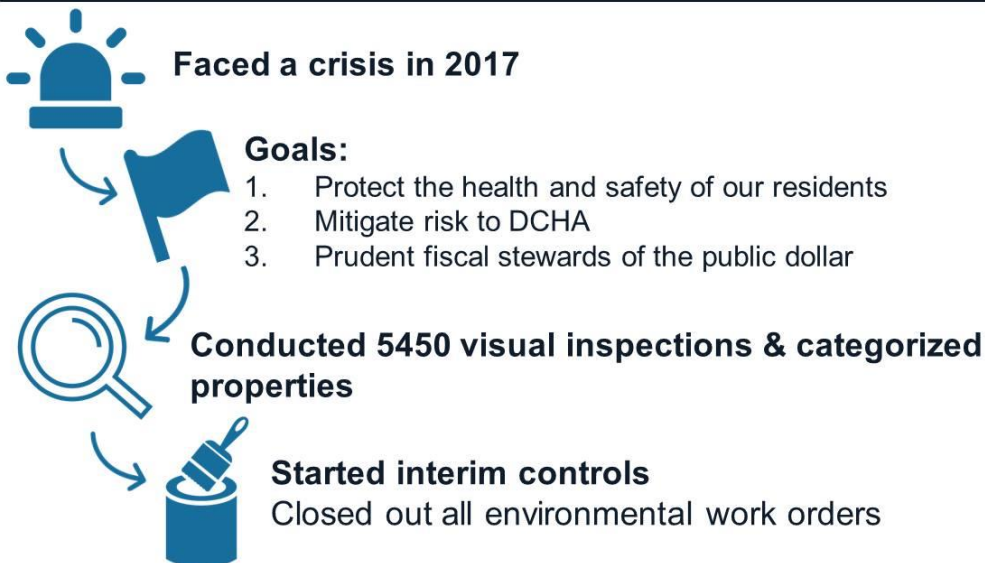 Faced a crisis in 2017
Goals:
1. Protect the health and safety of our residents
2. Mitigate risk to DCHA
3. Prudent fiscal stewards of the public dollar
Conducted 5450 visual inspections & categorized
properties
Started interim controls
Closed out all environmental work orders